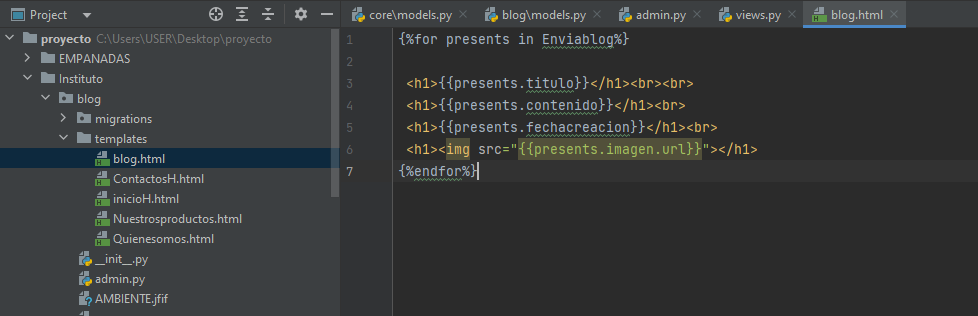 Project
core\models.py
blog\models.py
admin.py
views.py
blog.html
proyecto C:\Users\USER\Desktop\proyecto
EMPANADAS
Instituto
blog
migrations
templates
blog.html
ContactosH.html
inicioH.html
Nuestrosproductos.html
Quienesomos.html
__init__.py
admin.py
AMBIENTE.jfif
1 {%for presents in Enviablog%}
2
3 <h1>{{presents.titulo}}</h1><br><br>
4 <h1>{{presents.contenido}}</h1><br>
5 <h1>{{presents.fechacreacion}}</h1><br>
6 <h1><img src="{{presents.imagen.url}}"></h1>
7 {%endfor%}